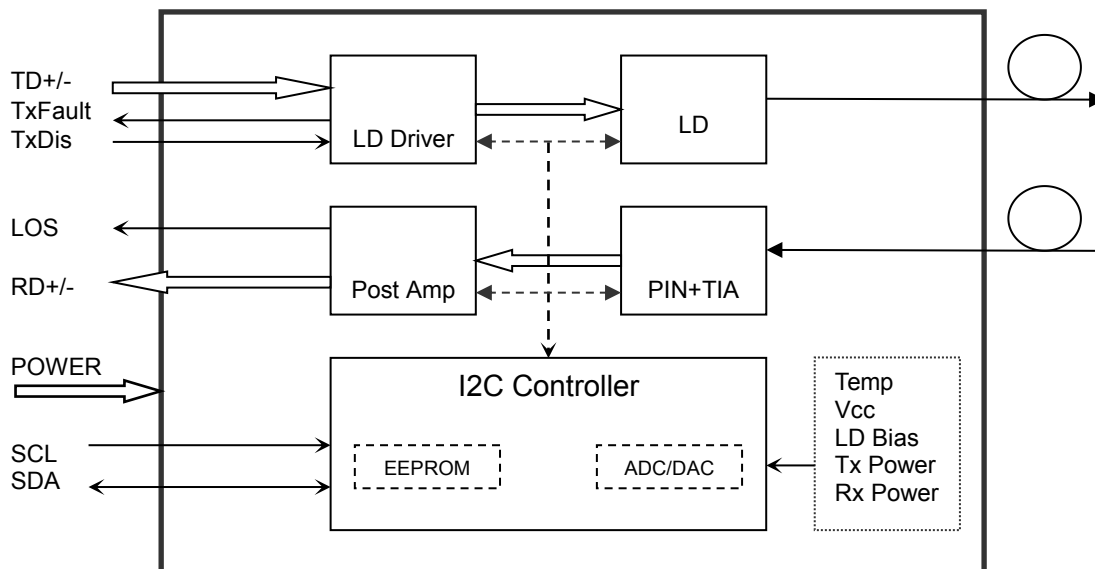 TD+/-
TxFault
TxDis
LD Driver
LD
LOS
RD+/-
Post Amp
PIN+TIA
POWER
I2C Controller
SCL
SDA
EEPROM
ADC/DAC
Temp
Vcc
LD Bias
Tx Power
Rx Power